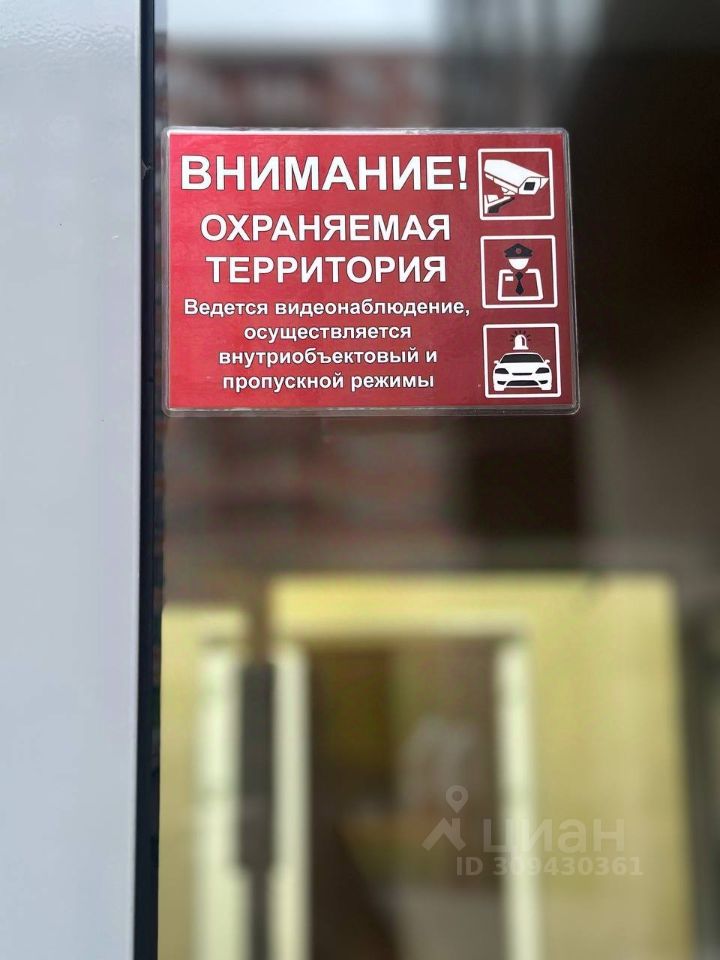 ВНИМАНИЕ!
ОХРАНЯЕМАЯ
ТЕРРИТОРИЯ
Ведется видеонаблюдение,
осуществляется
внутриобъектовый и
пропускной режимы
циан
ID 309430361